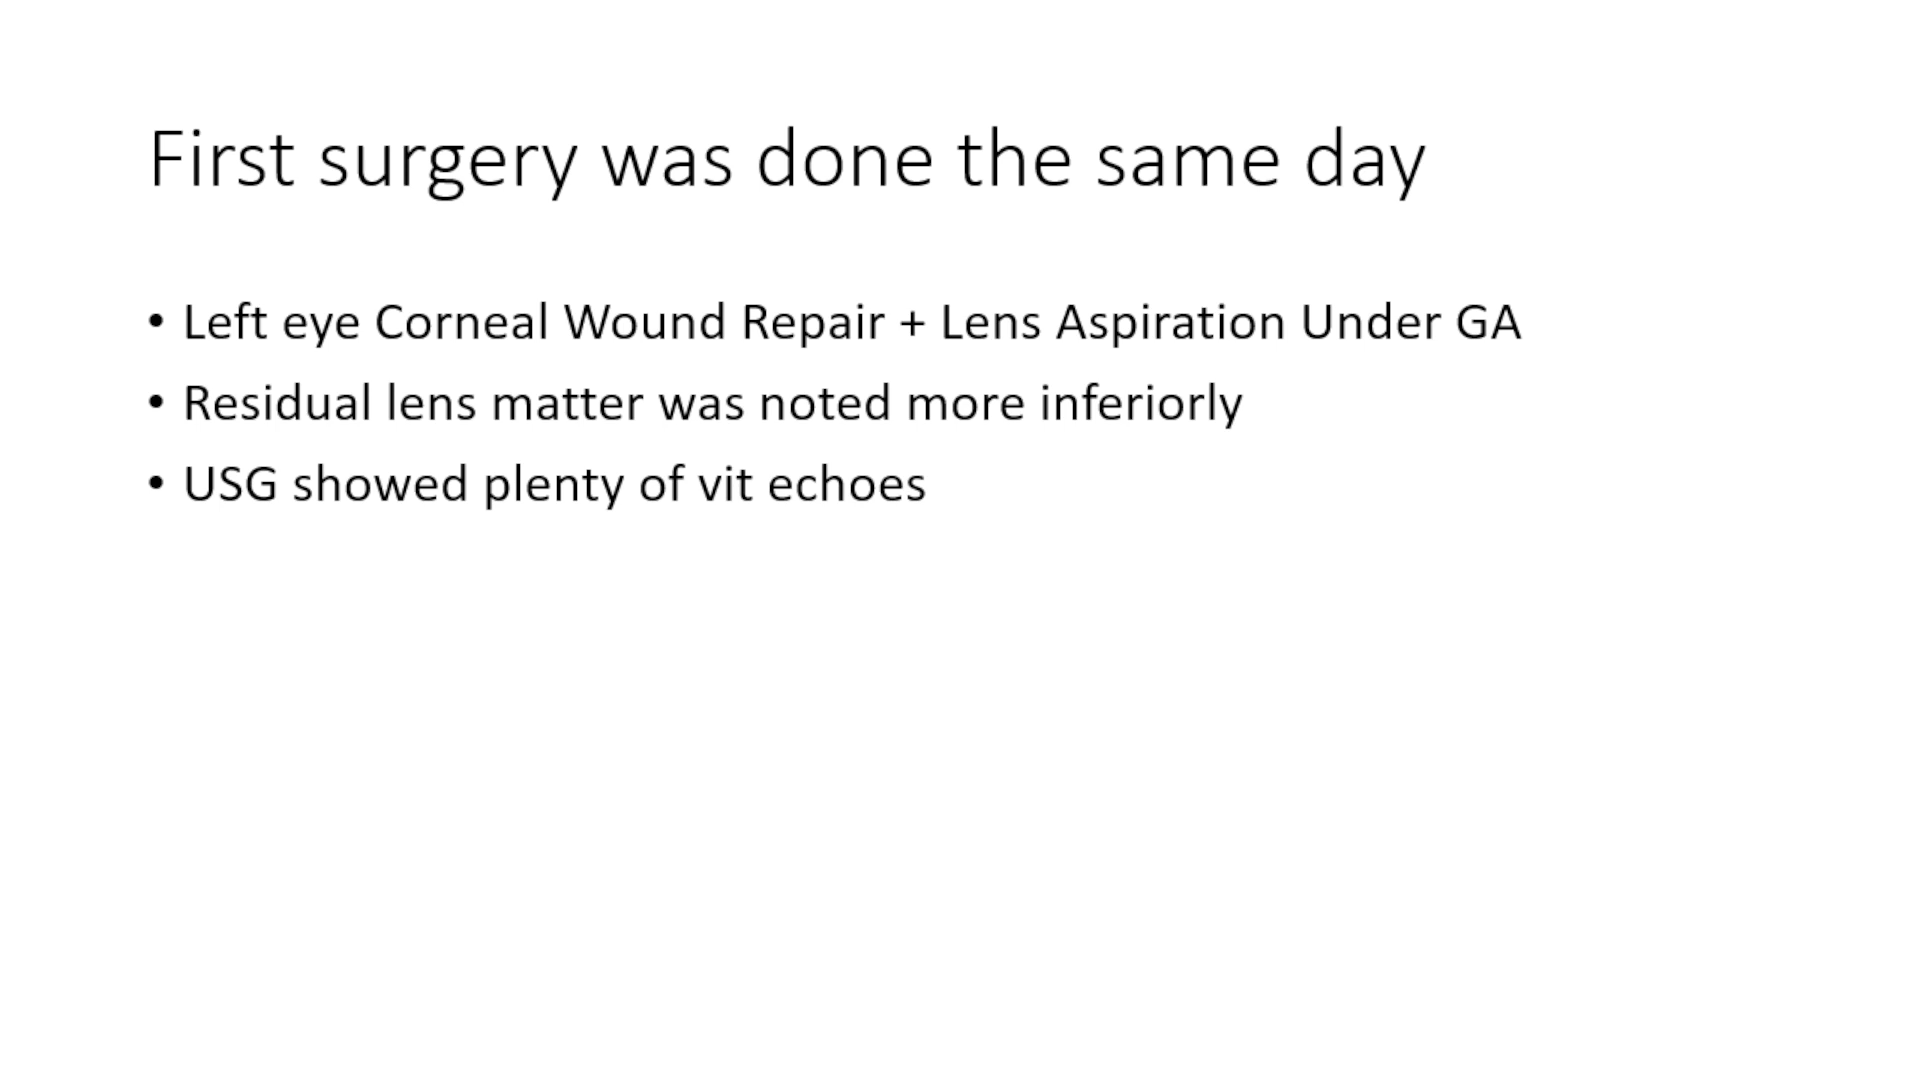 First surgery was done the same day
• Left eye Corneal Wound Repair + Lens Aspiration Under GA
• Residual lens matter was noted more inferiorly
• USG showed plenty of vit echoes